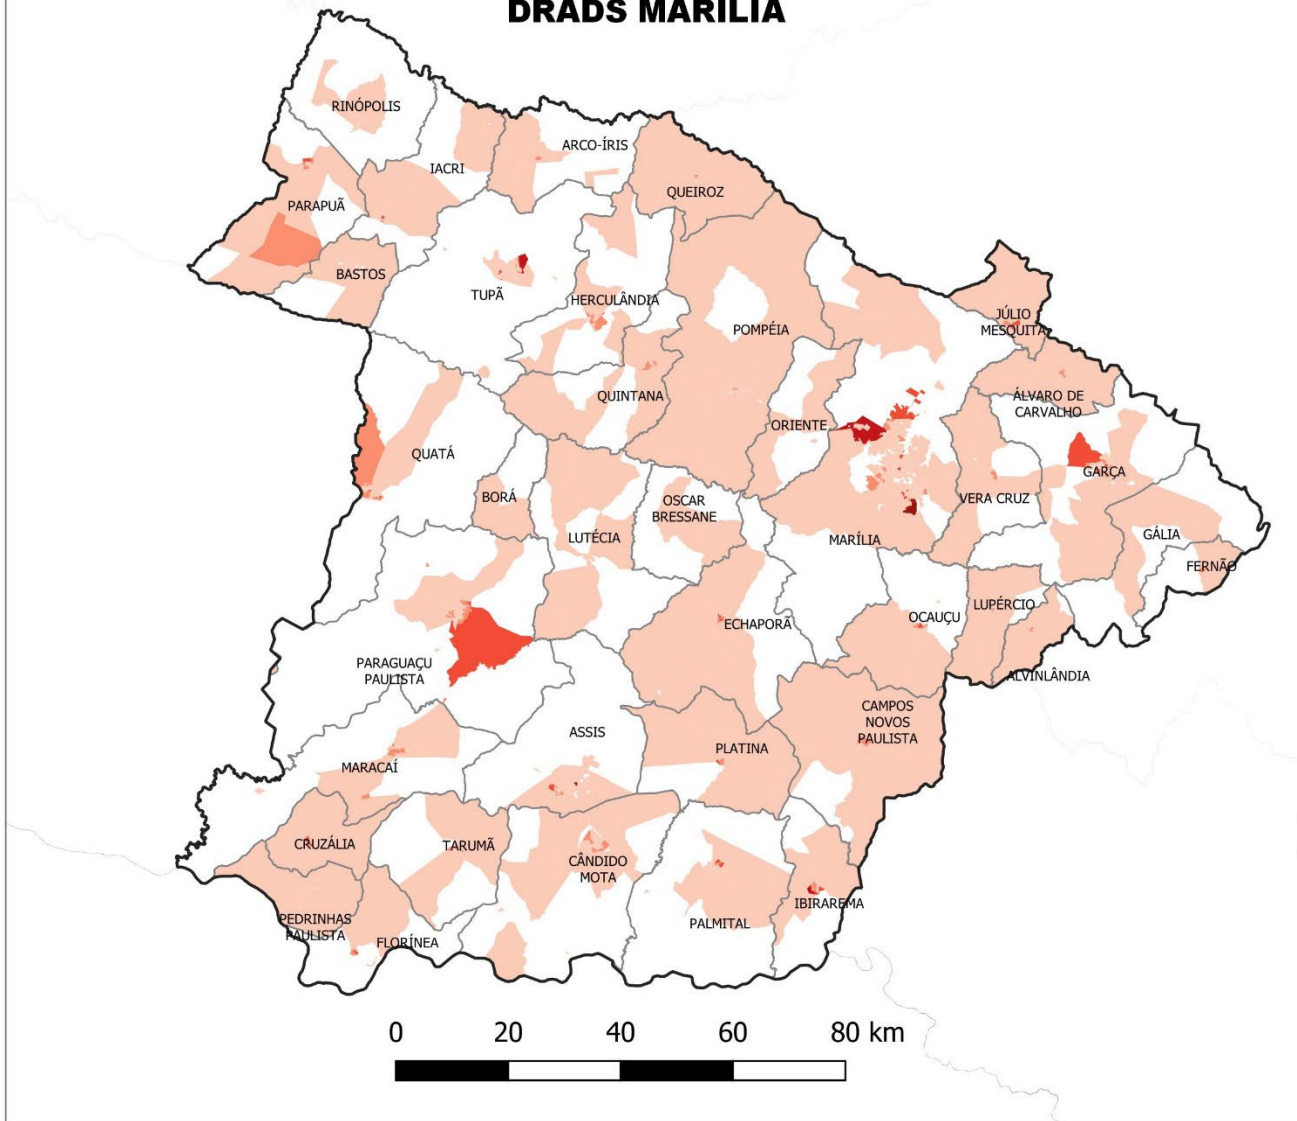 DRADS MARÍLIA
RINÓPOLIS
ARCO-ÍRIS
IACRI
QUEIROZ
PARAPUÃ
BASTOS
TUPÃ
HERCULÂNDIA
POMPÉIA
JÚLIO
MESQUITA
QUINTANA
ÁLVARO DE
CARVALHO
ORIENTE
QUATÁ
GARÇA
BORÁ
OSCAR
BRESSANE
VERA CRUZ
LUTÉCIA
MARÍLIA
GÁLIA
FERNÃO
LUPÉRCIO
OCAUÇU
ECHAPORÃ
PARAGUAÇU
PAULISTA
ALVINLÂNDIA
CAMPOS
NOVOS
PAULISTA
ASSIS
PLATINA
MARACAÍ
CRUZÁLIA
TARUMÃ
CÂNDIDO
MOTA
IBIRAREMA
PEDRINHAS
PAULISTA
PALMITAL
FLORÍNEA
0 20 40 60 80 km